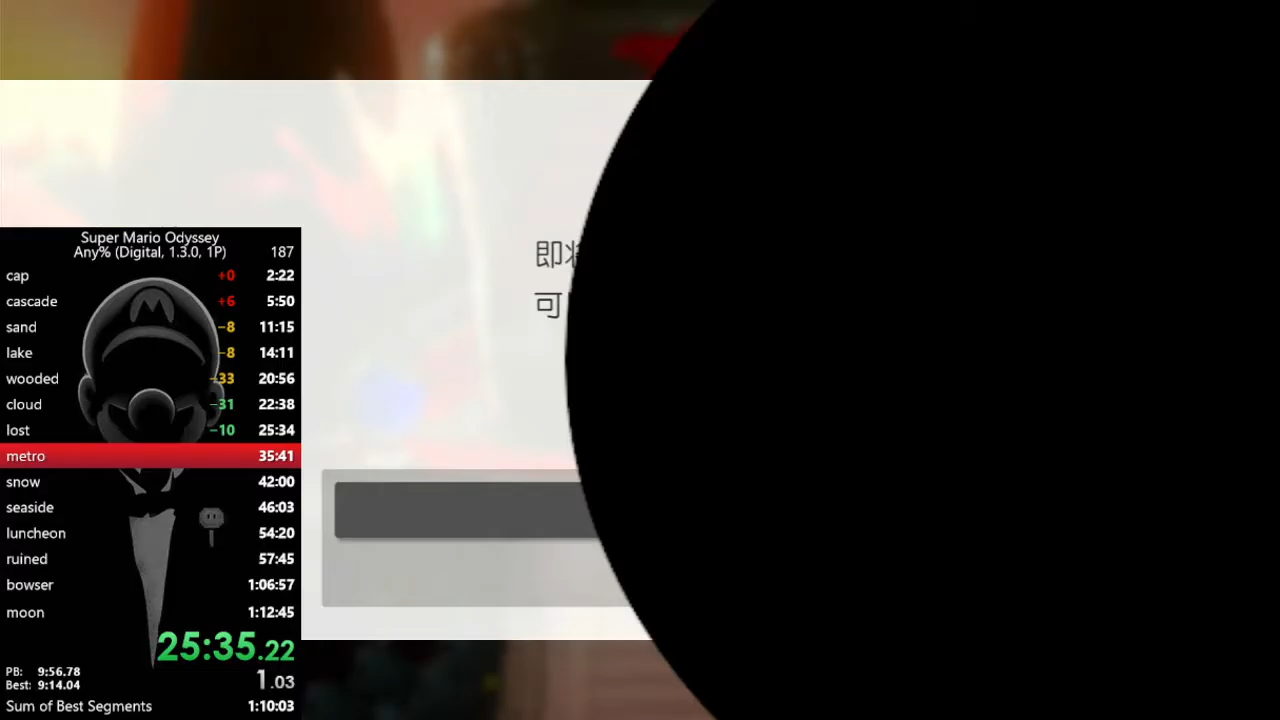 即将
可
Super Mario Odyssey
Any% (Digital, 1.3.0, 1P) 187
cap +0 2:22
cascade +6 5:50
sand -8 11:15
lake -8 14:11
wooded -33 20:56
cloud -31 22:38
lost -10 25:34
metro 35:41
snow 42:00
seaside 46:03
luncheon 54:20
ruined 57:45
bowser 1:06:57
moon 1:12:45
25:35.22
PB: 9:56.78
Best: 9:14.04
1.03
Sum of Best Segments 1:10:03